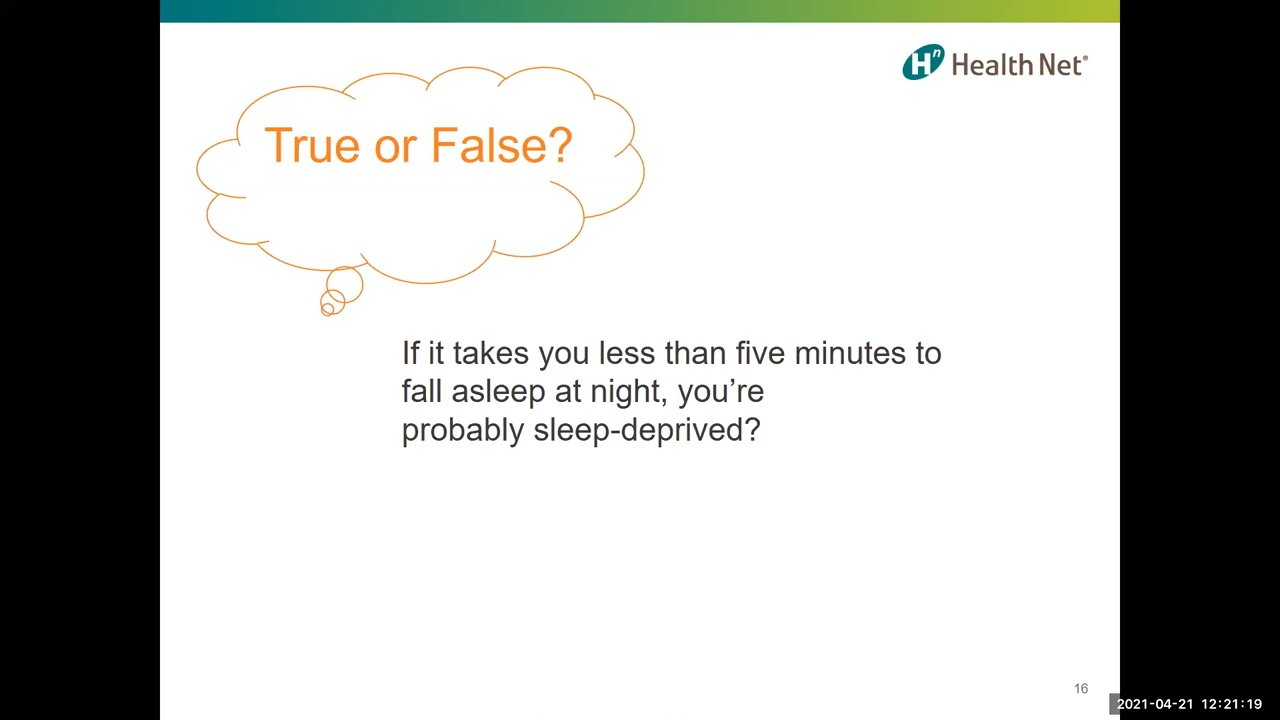 Hn Health Net®
True or False?
If it takes you less than five minutes to
fall asleep at night, you’re
probably sleep-deprived?
16
2021-04-21 12:21:19